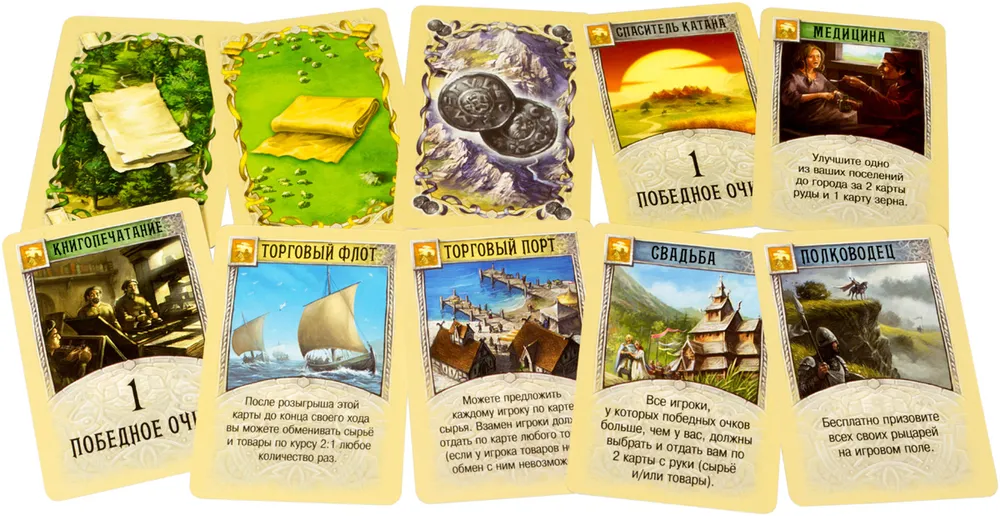 СПАСИТЕЛЬ КАТАНА
1
ПОБЕДНОЕ ОЧК
МЕДИЦИНА
Улучшите одно
из ваших поселений
до города за 2 карты
руды и 1 карту зерна.
КНИГОПЕЧАТАНИЕ
1
ПОБЕДНОЕ ОЧК
ТОРГОВЫЙ ФЛОТ
После розыгрыша этой
карты до конца своего хода
вы можете обменивать сырьё
и товары по курсу 2:1 любое
количество раз.
ТОРГОВЫЙ ПОРТ
Можете предложить
каждому игроку по карте
сырья. Взамен игроки дол
отдать по карте любого то
(если у игрока товаров н
обмен с ним невозмож
СВАДЬБА
Все игроки,
у которых победных очков
больше, чем у вас, должны
выбрать и отдать вам по
2 карты с руки (сырьё
и/или товары).
ПОЛКОВОДЕЦ
Бесплатно призовите
всех своих рыцарей
на игровом поле.